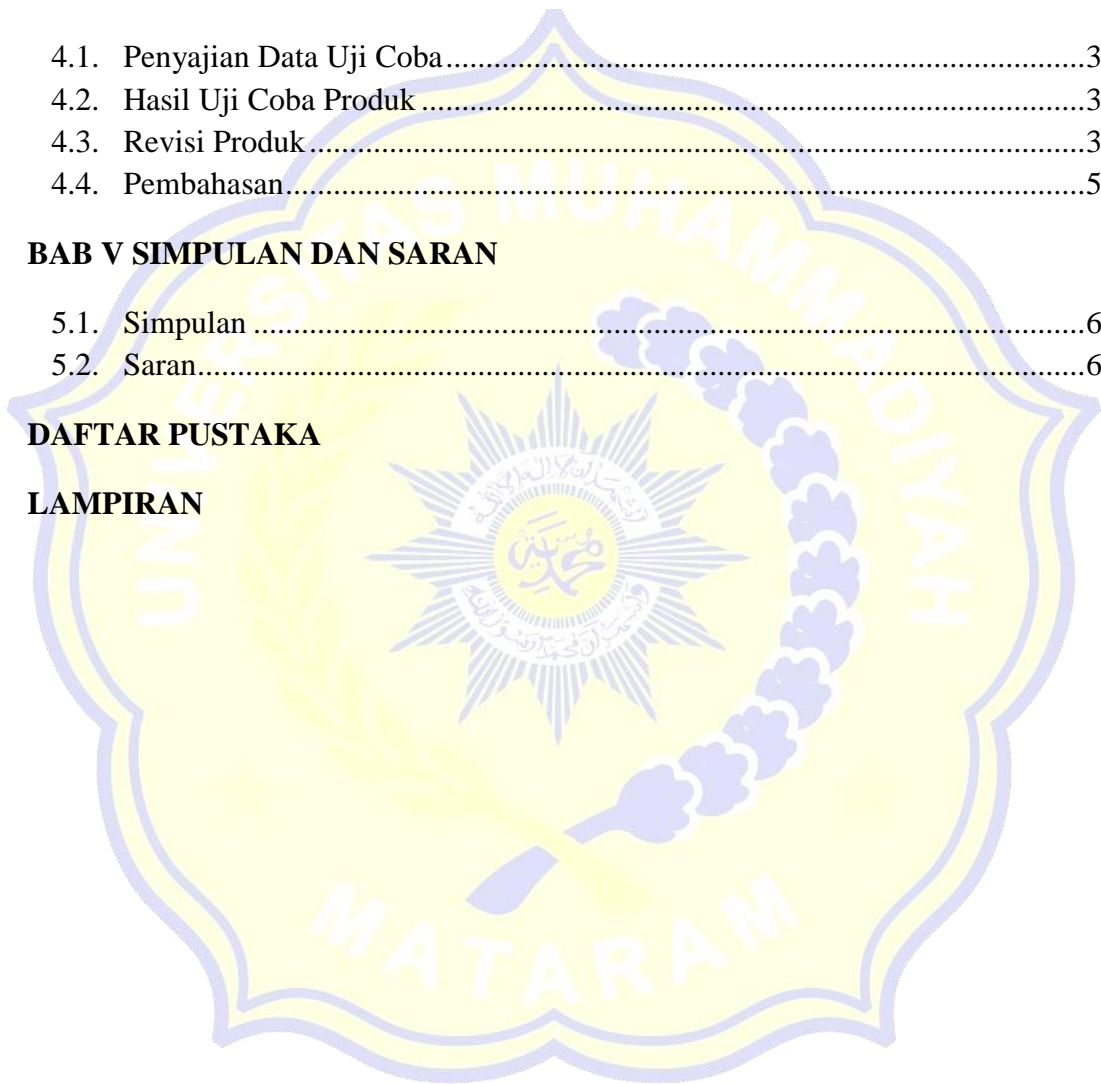 4.1. Penyajian Data Uji Coba........................................................................3
4.2. Hasil Uji Coba Produk........................................................................3
4.3. Revisi Produk........................................................................3
4.4. Pembahasan........................................................................5
BAB V SIMPULAN DAN SARAN
5.1. Simpulan........................................................................6
5.2. Saran........................................................................6
DAFTAR PUSTAKA
LAMPIRAN
UNIVERSITAS MUHAMMADIYAH
MATARAM